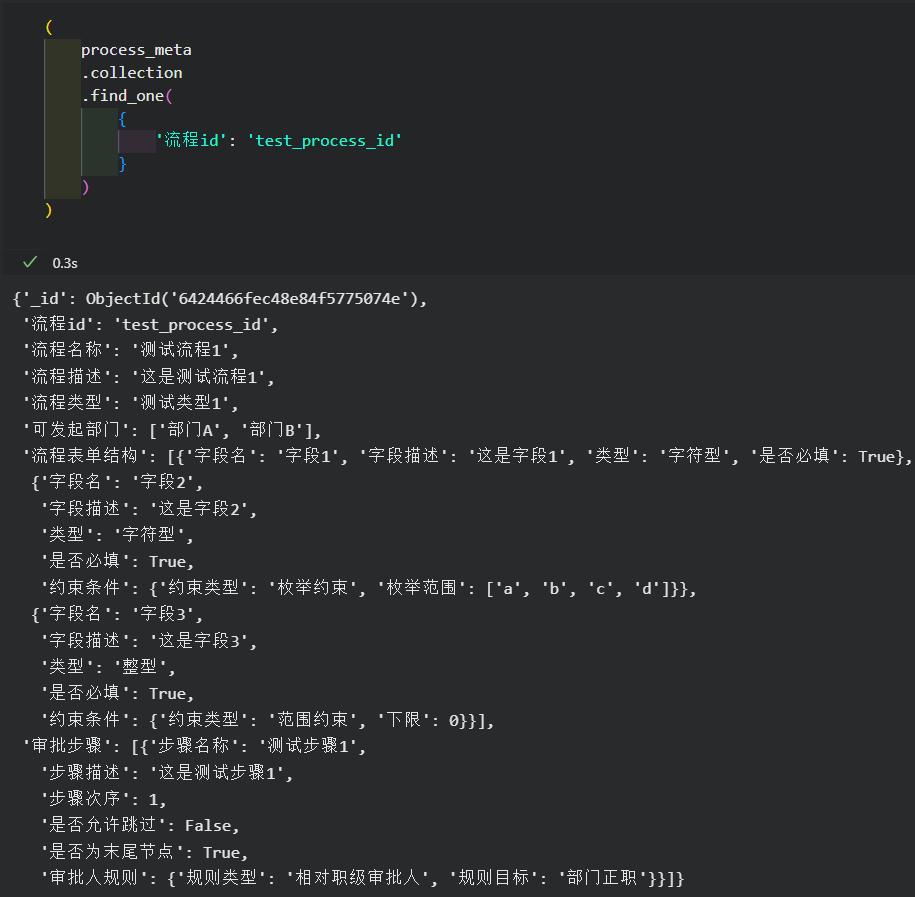 (
process_meta
.collection
.find_one(
{
'流程id': 'test_process_id'
}
)
)
0.3s
{'_id': ObjectId('6424466fec48e84f5775074e'),
'流程id': 'test_process_id',
'流程名称': '测试流程1',
'流程描述': '这是测试流程1',
'流程类型': '测试类型1',
'可发起部门': ['部门A', '部门B'],
'流程表单结构': [{'字段名': '字段1', '字段描述': '这是字段1', '类型': '字符型', '是否必填': True},
{'字段名': '字段2',
'字段描述': '这是字段2',
'类型': '字符型',
'是否必填': True,
'约束条件': {'约束类型': '枚举约束', '枚举范围': ['a', 'b', 'c', 'd']}},
{'字段名': '字段3',
'字段描述': '这是字段3',
'类型': '整型',
'是否必填': True,
'约束条件': {'约束类型': '范围约束', '下限': 0}}],
'审批步骤': [{'步骤名称': '测试步骤1',
'步骤描述': '这是测试步骤1',
'步骤次序': 1,
'是否允许跳过': False,
'是否为末尾节点': True,
'审批人规则': {'规则类型': '相对职级审批人', '规则目标': '部门正职'}}]}